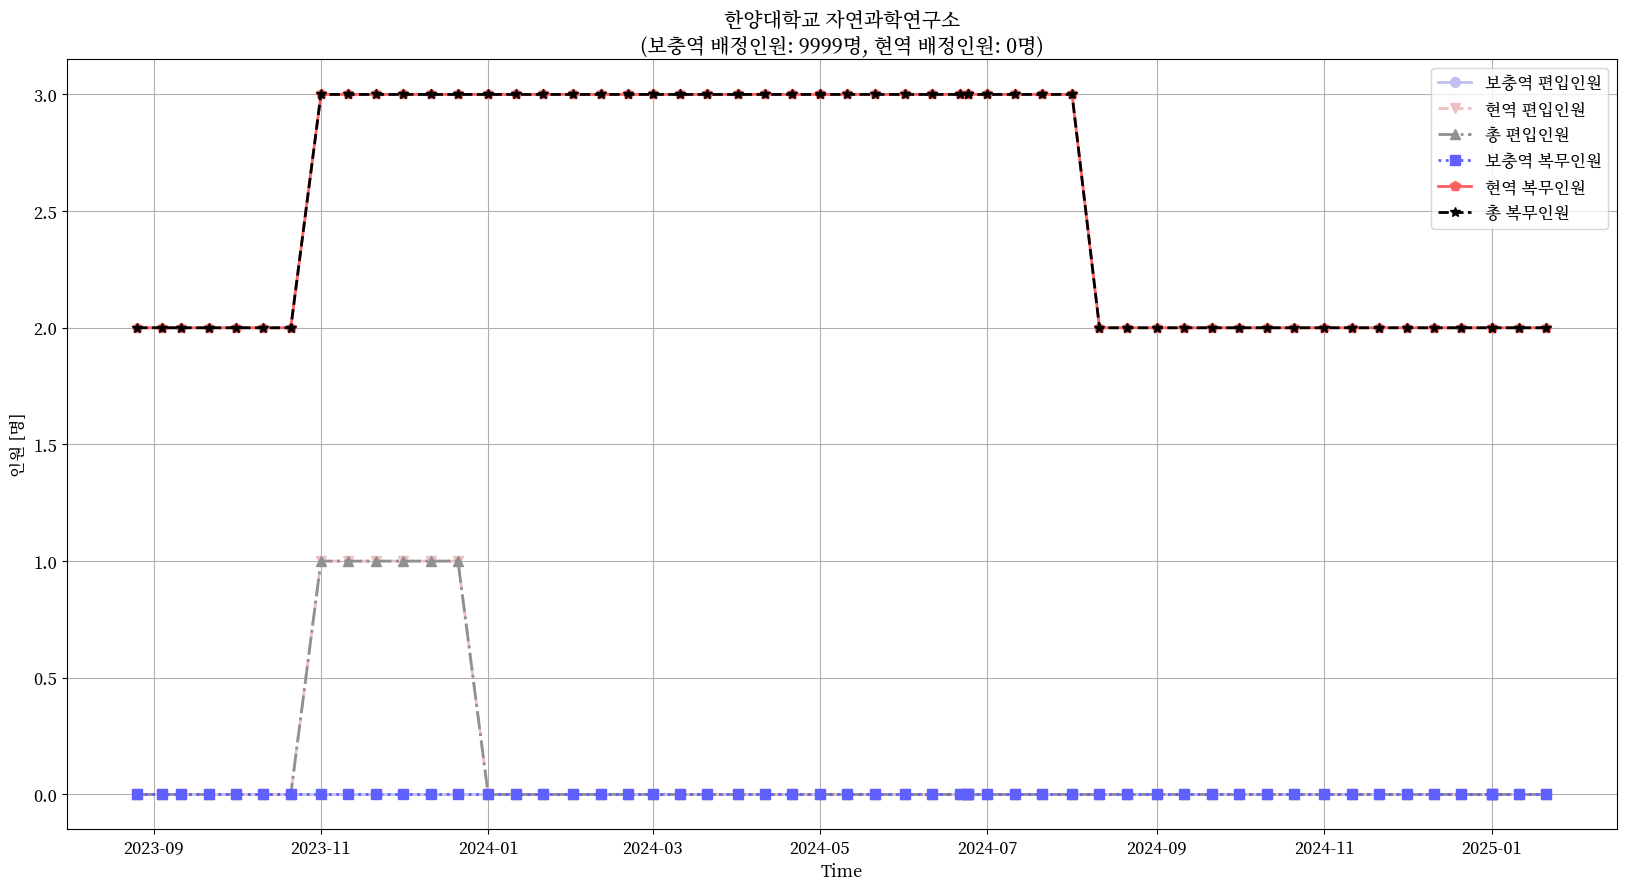 한양대학교 자연과학연구소
(보충역 배정인원: 9999명, 현역 배정인원: 0명)
보충역 편입인원
현역 편입인원
총 편입인원
보충역 복무인원
현역 복무인원
총 복무인원
인원 [명]
3.0
2.5
2.0
1.5
1.0
0.5
0.0
2023-09 2023-11 2024-01 2024-03 2024-05 2024-07 2024-09 2024-11 2025-01
Time